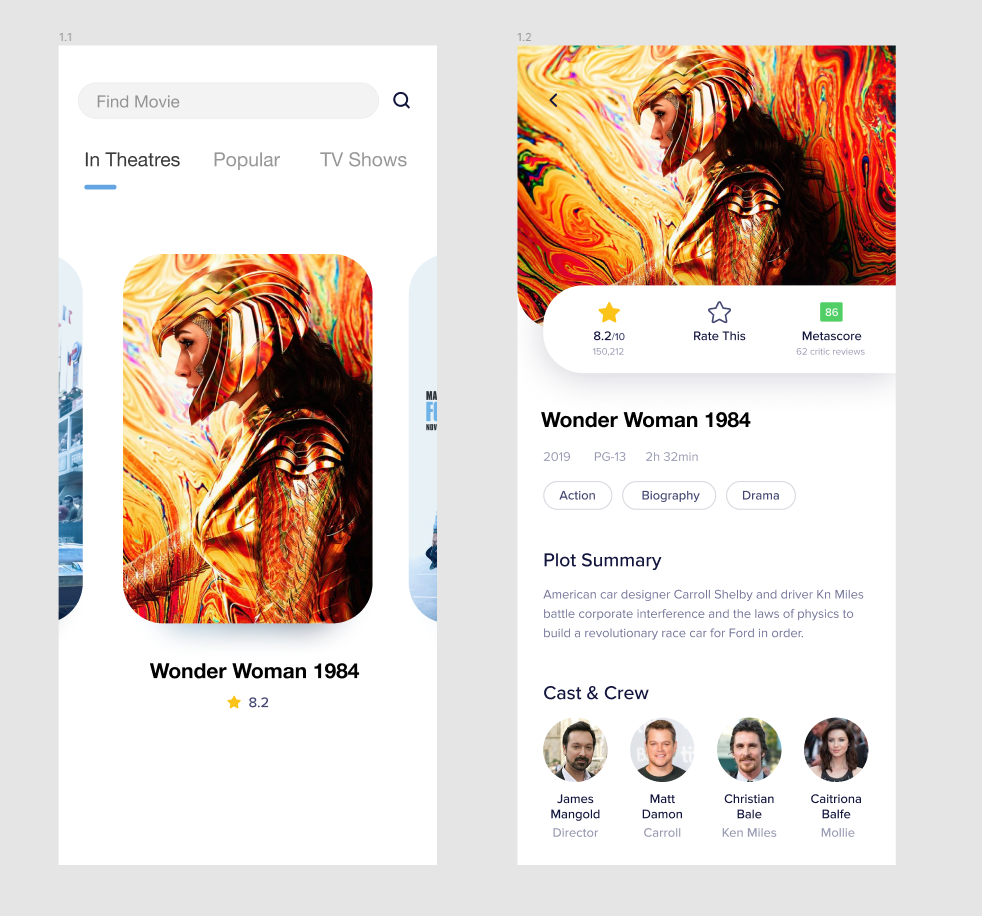 1.1
Find Movie
In Theatres Popular TV Shows
MA
FO
NOV
Wonder Woman 1984
8.2
1.2
8.2/10 Rate This 86 Metascore
150,212 62 critic reviews
Wonder Woman 1984
2019 PG-13 2h 32min
Action Biography Drama
Plot Summary
American car designer Carroll Shelby and driver Kn Miles
battle corporate interference and the laws of physics to
build a revolutionary race car for Ford in order.
Cast & Crew
James Matt Christian Caitriona
Mangold Damon Bale Balfe
Director Carroll Ken Miles Mollie